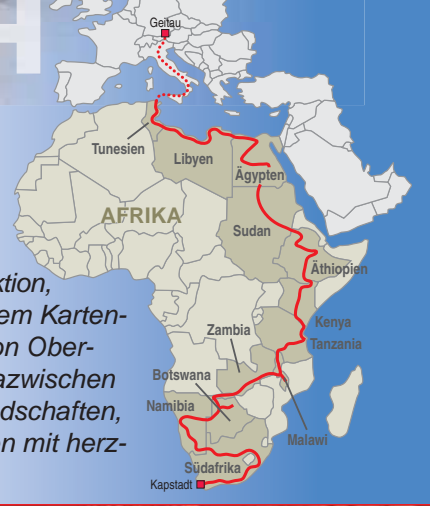 H
Geitau
Tunesien
Libyen
Ägypten
AFRIKA
Sudan
Äthiopien
ktion,
em Karten-
on Ober-
azwischen
dschaften,
en mit herz-
Kenya
Zambia
Tanzania
Botswana
Namibia
Malawi
Südafrika
Kapstadt